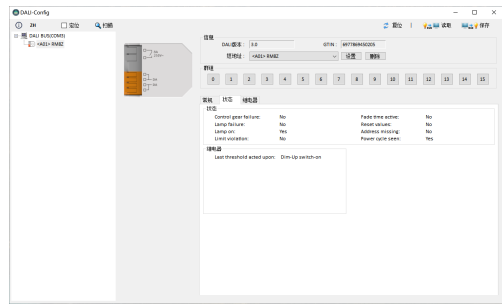 DALI-Config
ZH 定位 扫描 复位 读取 保存
DALI BUS(COM3)
<A01> RM8Z
信息
DALI版本: 3.0 GTIN: 6977869450205
短地址: <A01> RM8Z 设置 删除
群组
0 1 2 3 4 5 6 7 8 9 10 11 12 13 14 15
常规 状态 继电器
状态
Control gear failure: No Fade time active: No
Lamp failure: No Reset values: No
Lamp on: Yes Address missing: No
Limit violation: No Power cycle seen: Yes
继电器
Last threshold acted upon: Dim-Up switch-on